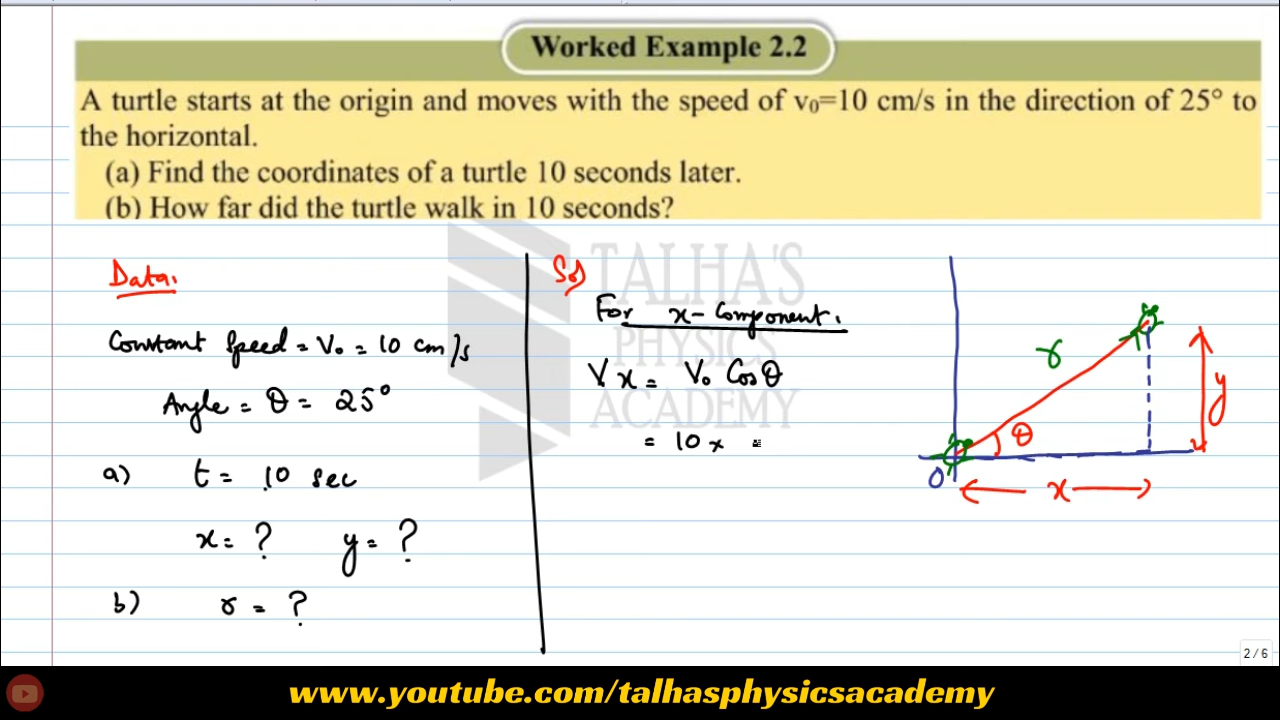 Worked Example 2.2
A turtle starts at the origin and moves with the speed of v₀=10 cm/s in the direction of 25° to
the horizontal.
(a) Find the coordinates of a turtle 10 seconds later.
(b) How far did the turtle walk in 10 seconds?
TALHA'S
PHYSICS
ACADEMY
Data.
Constant Speed = V₀ = 10 cm/s
Angle = θ = 25°
a) t = 10 sec
x = ? y = ?
b) r = ?
Sol
For x-Component.
Vx = V₀ Cosθ
= 10 x =
r
θ
y
O
x
2 / 6
www.youtube.com/talhasphysicsacademy